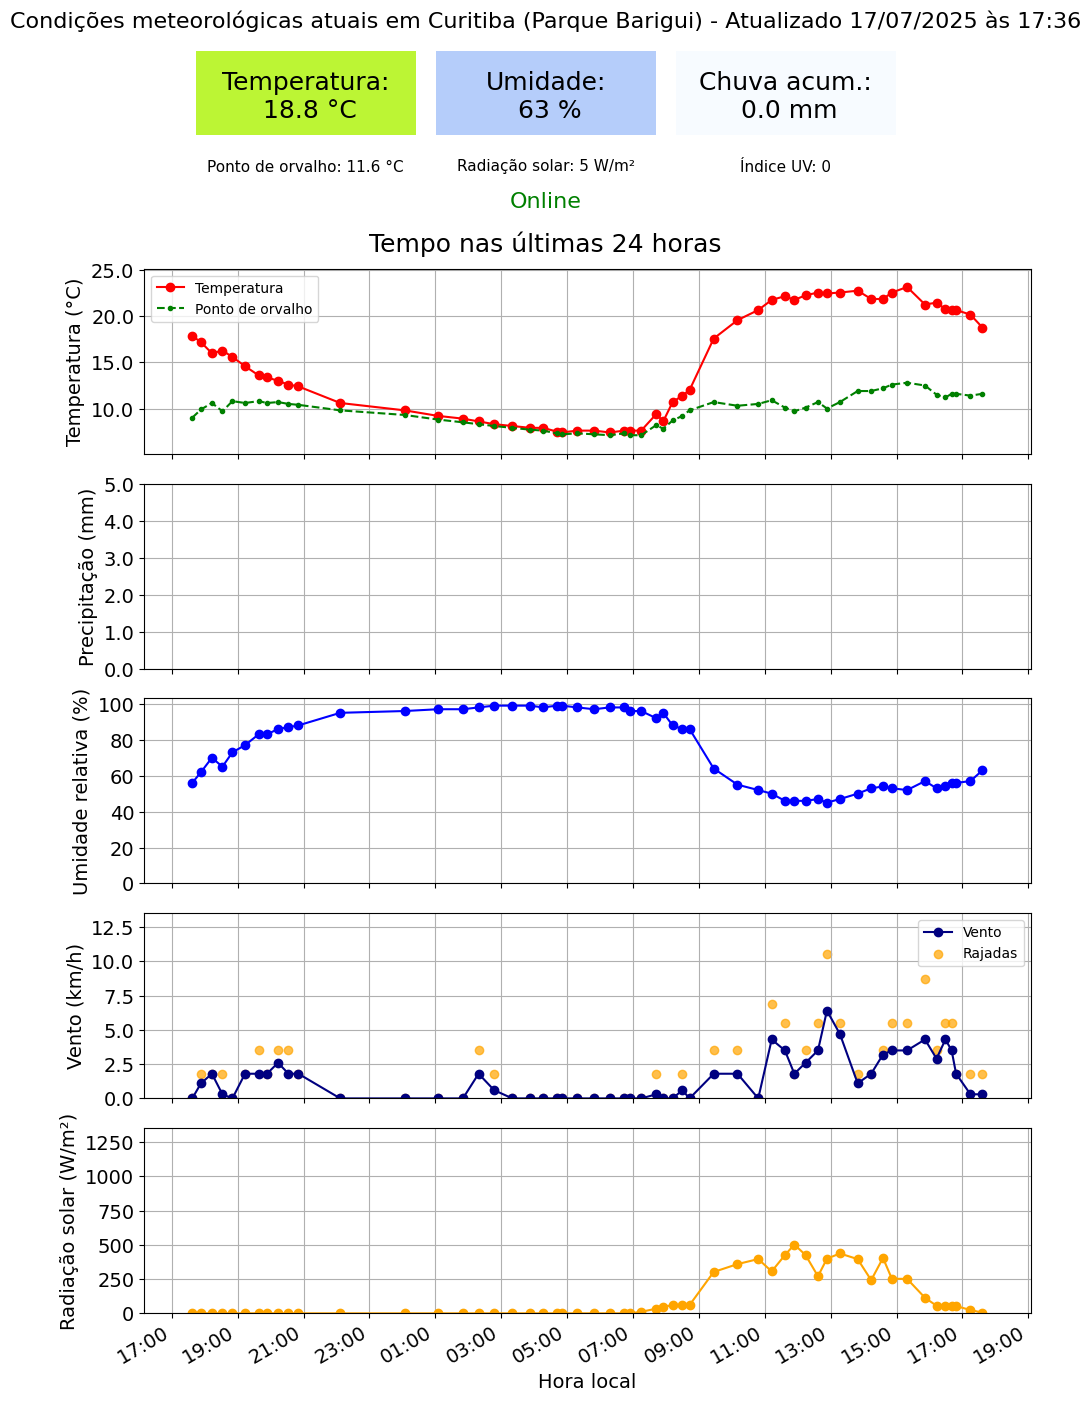 Condições meteorológicas atuais em Curitiba (Parque Barigui) - Atualizado 17/07/2025 às 17:36
Temperatura:
18.8 °C
Umidade:
63 %
Chuva acum.:
0.0 mm
Ponto de orvalho: 11.6 °C
Radiação solar: 5 W/m²
Índice UV: 0
Online
Tempo nas últimas 24 horas
Temperatura (°C)
25.0
20.0
15.0
10.0
Temperatura
Ponto de orvalho
Precipitação (mm)
5.0
4.0
3.0
2.0
1.0
0.0
Umidade relativa (%)
100
80
60
40
20
0
Vento (km/h)
12.5
10.0
7.5
5.0
2.5
0.0
Vento
Rajadas
Radiação solar (W/m²)
1250
1000
750
500
250
0
17:00
19:00
21:00
23:00
01:00
03:00
05:00
07:00
09:00
11:00
13:00
15:00
17:00
19:00
Hora local